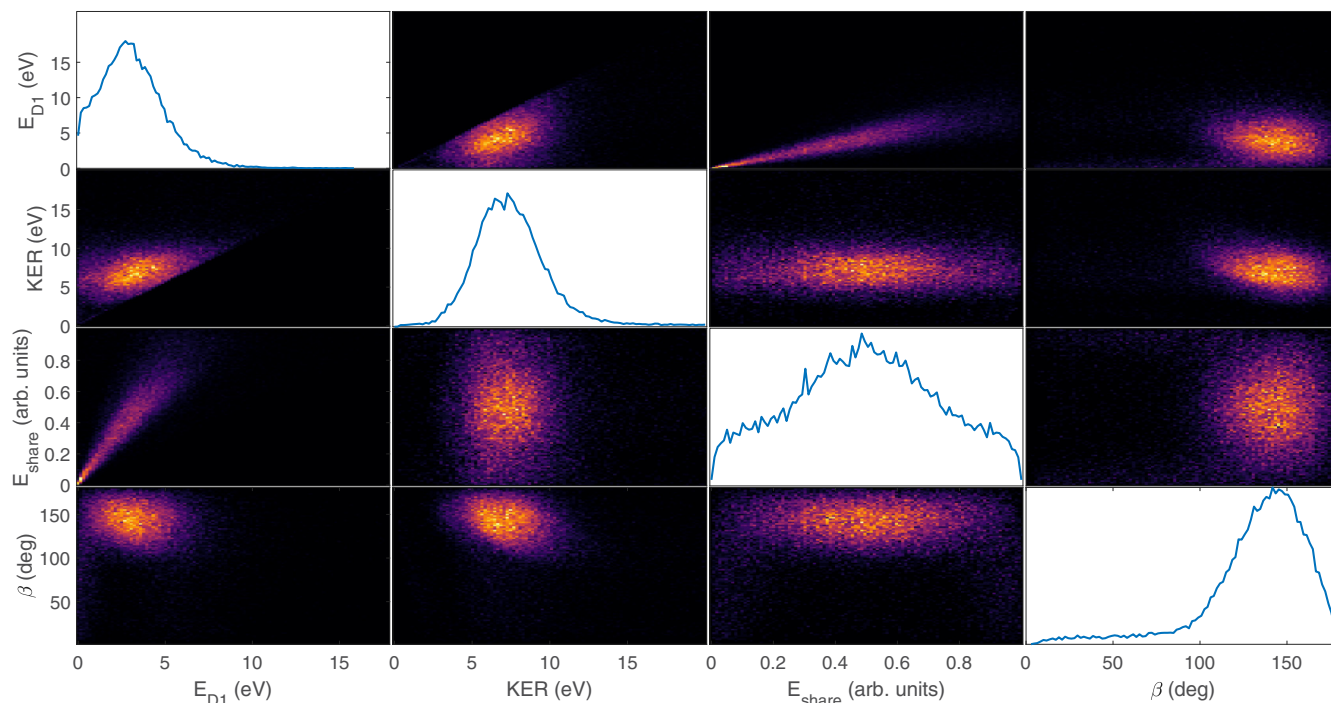 E_D1 (eV)
15
10
5
0
KER (eV)
15
10
5
0
E_share (arb. units)
0.8
0.6
0.4
0.2
0
β (deg)
150
100
50
0 5 10 15 0 5 10 15 0 0.2 0.4 0.6 0.8 0 50 100 150
E_D1 (eV) KER (eV) E_share (arb. units) β (deg)